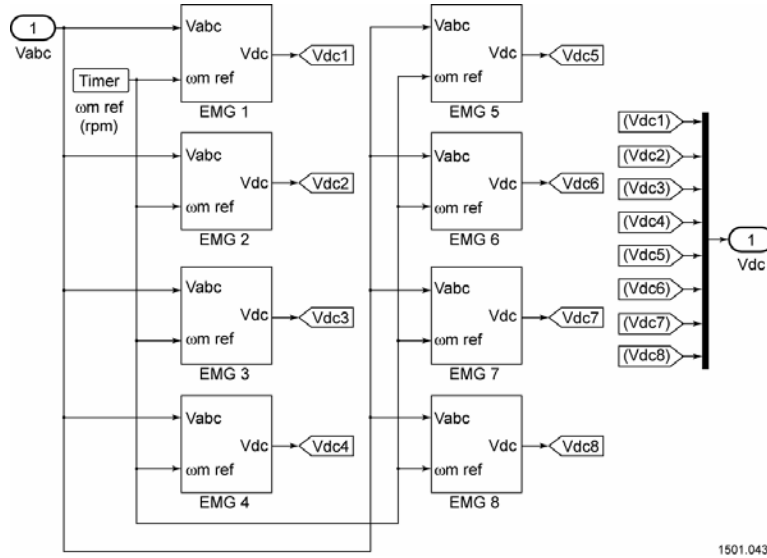 1
Vabc
Timer
ωm ref
(rpm)
Vabc
Vdc
ωm ref
EMG 1
Vdc1
Vabc
Vdc
ωm ref
EMG 2
Vdc2
Vabc
Vdc
ωm ref
EMG 3
Vdc3
Vabc
Vdc
ωm ref
EMG 4
Vdc4
Vabc
Vdc
ωm ref
EMG 5
Vdc5
Vabc
Vdc
ωm ref
EMG 6
Vdc6
Vabc
Vdc
ωm ref
EMG 7
Vdc7
Vabc
Vdc
ωm ref
EMG 8
Vdc8
(Vdc1)
(Vdc2)
(Vdc3)
(Vdc4)
(Vdc5)
(Vdc6)
(Vdc7)
(Vdc8)
1
Vdc
1501.043